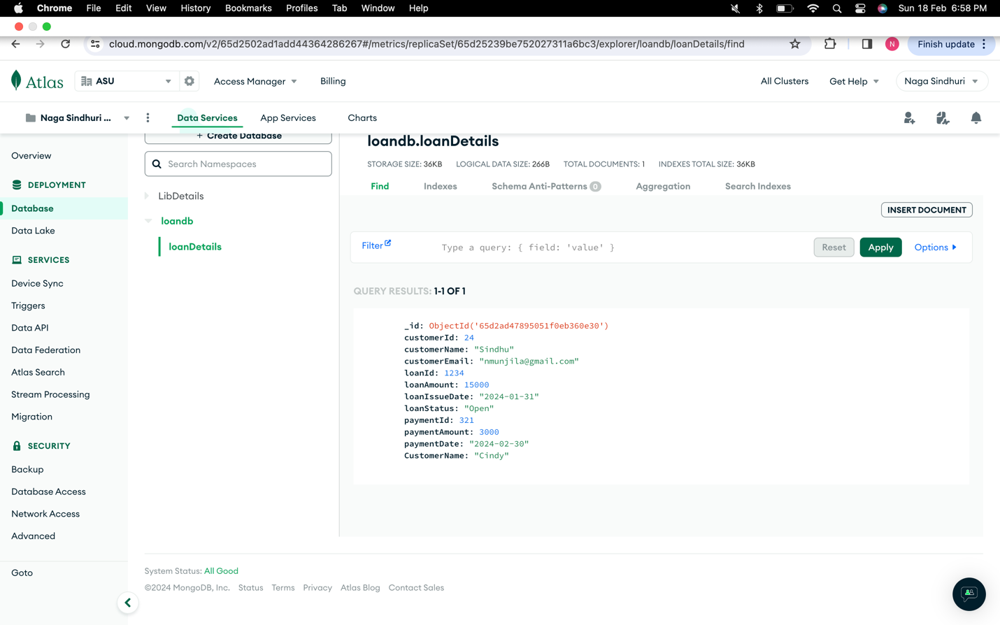 Chrome File Edit View History Bookmarks Profiles Tab Window Help Sun 18 Feb 6:58 PM
cloud.mongodb.com/v2/65d2502ad1add44364286267#/metrics/replicaSet/65d25239be752027311a6bc3/explorer/loandb/loanDetails/find N Finish update
Atlas ASU Access Manager Billing All Clusters Get Help Naga Sindhuri
Naga Sindhuri ... Data Services App Services Charts
Overview
DEPLOYMENT
Database
Data Lake
SERVICES
Device Sync
Triggers
Data API
Data Federation
Atlas Search
Stream Processing
Migration
SECURITY
Backup
Database Access
Network Access
Advanced
Goto
+ Create Database
Search Namespaces
LibDetails
loandb
loanDetails
loandb.loanDetails
STORAGE SIZE: 36KB LOGICAL DATA SIZE: 266B TOTAL DOCUMENTS: 1 INDEXES TOTAL SIZE: 36KB
Find Indexes Schema Anti-Patterns 0 Aggregation Search Indexes
INSERT DOCUMENT
Filter Type a query: { field: 'value' } Reset Apply Options
QUERY RESULTS: 1-1 OF 1
_id: ObjectId('65d2ad47895051f0eb360e30')
customerId: 24
customerName: "Sindhu"
customerEmail: "nmunjila@gmail.com"
loanId: 1234
loanAmount: 15000
loanIssueDate: "2024-01-31"
loanStatus: "Open"
paymentId: 321
paymentAmount: 3000
paymentDate: "2024-02-30"
CustomerName: "Cindy"
System Status: All Good
©2024 MongoDB, Inc. Status Terms Privacy Atlas Blog Contact Sales